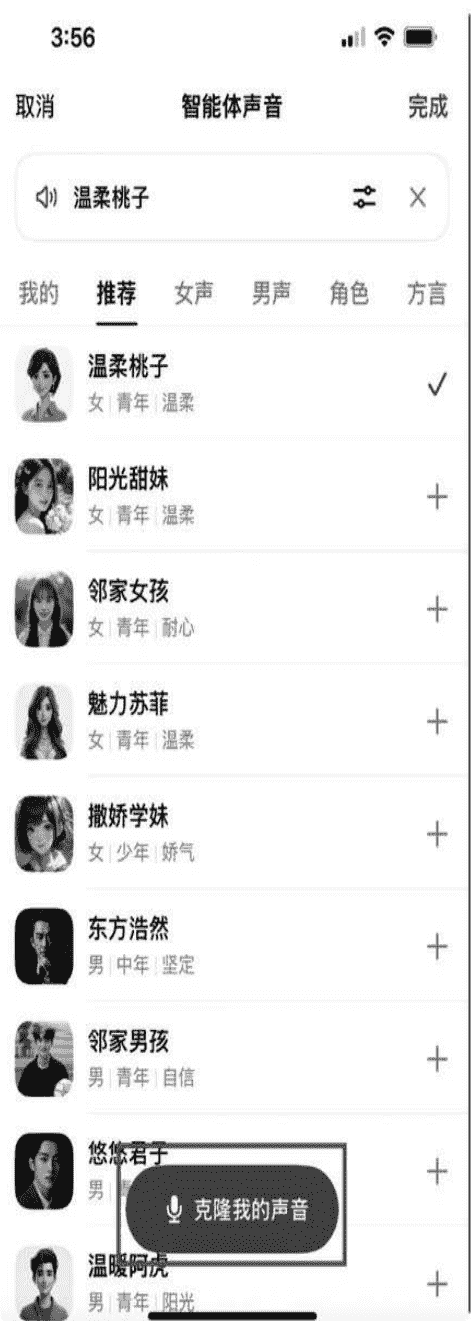 3:56
取消 智能体声音 完成
温柔桃子
我的 推荐 女声 男声 角色 方言
温柔桃子
女 | 青年 | 温柔
阳光甜妹
女 | 青年 | 温柔
邻家女孩
女 | 青年 | 耐心
魅力苏菲
女 | 青年 | 温柔
撒娇学妹
女 | 少年 | 娇气
东方浩然
男 | 中年 | 坚定
邻家男孩
男 | 青年 | 自信
悠悠君子
男
克隆我的声音
温暖阿虎
男 | 青年 | 阳光